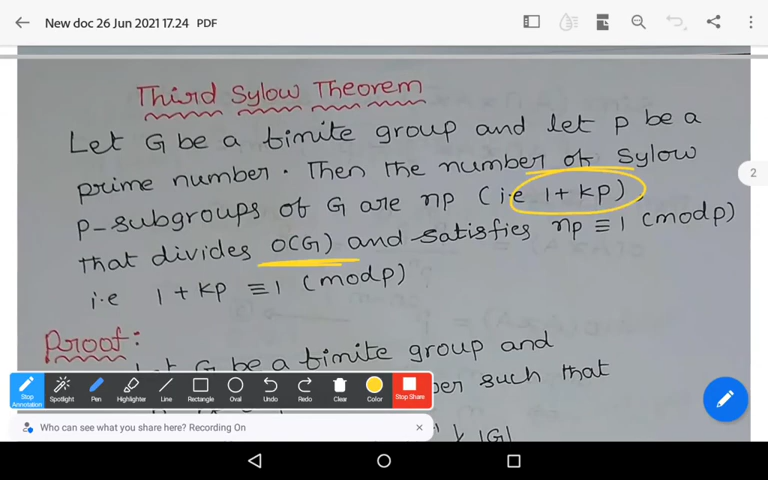 New doc 26 Jun 2021 17.24 PDF
Third Sylow Theorem
Let G be a finite group and let P be a
prime number. Then the number of Sylow
2
p-subgroups of G are np (i.e 1 + kp)
that divides O(G) and satisfies np ≡ 1 (mod p)
i.e 1 + kp ≡ 1 (mod p)
Proof:
Let G be a finite group and
such that
Stop Annotation
Spotlight
Pen
Highlighter
Line
Rectangle
Oval
Undo
Redo
Clear
Color
Stop Share
Who can see what you share here? Recording On
|G|